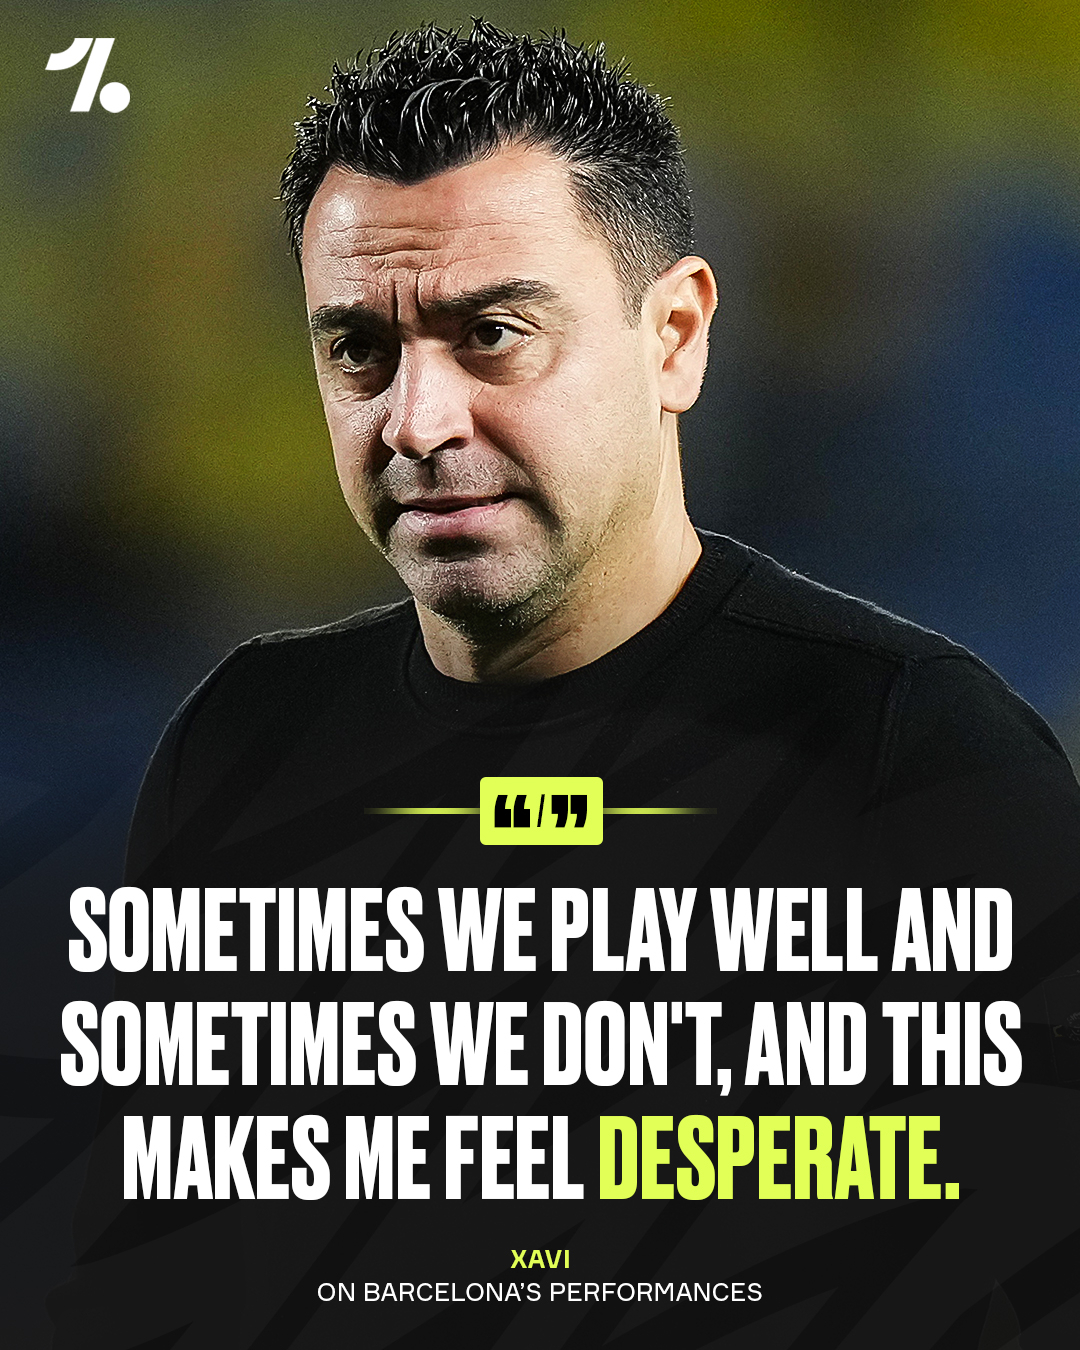 “/”
SOMETIMES WE PLAY WELL AND
SOMETIMES WE DON'T, AND THIS
MAKES ME FEEL DESPERATE.
XAVI
ON BARCELONA’S PERFORMANCES